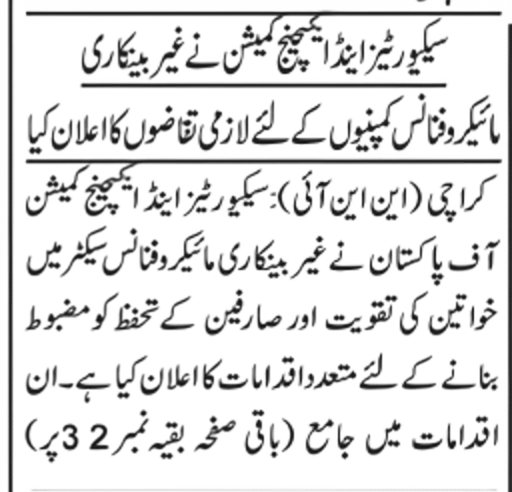 سیکیورٹیز اینڈ ایکسچینج کمیشن نے غیر بینکاری
مائیکروفنانس کمپنیوں کے لئے لازمی تقاضوں کا اعلان کیا
کراچی (این این آئی): سیکیورٹیز اینڈ ایکسچینج کمیشن
آف پاکستان نے غیر بینکاری مائیکروفنانس سیکٹر میں
خواتین کی تقویت اور صارفین کے تحفظ کو مضبوط
بنانے کے لئے متعدد اقدامات کا اعلان کیا ہے۔ ان
اقدامات میں جامع (باقی صفحہ بقیہ نمبر 32 پر)